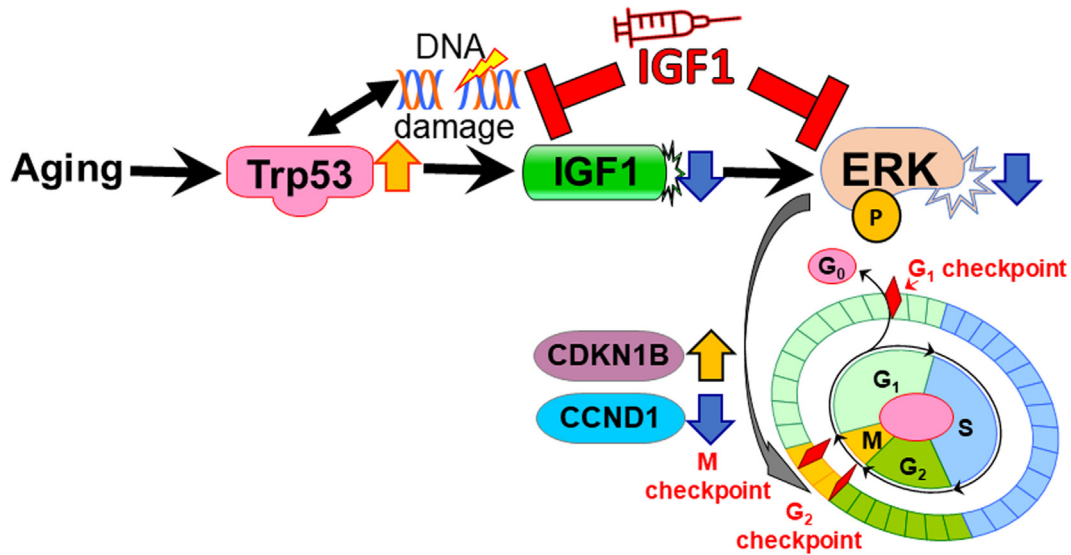 DNA
damage
IGF1
Aging
Trp53
IGF1
ERK
P
G₀
G₁ checkpoint
CDKN1B
CCND1
G₁
S
M
G₂
M
checkpoint
G₂
checkpoint